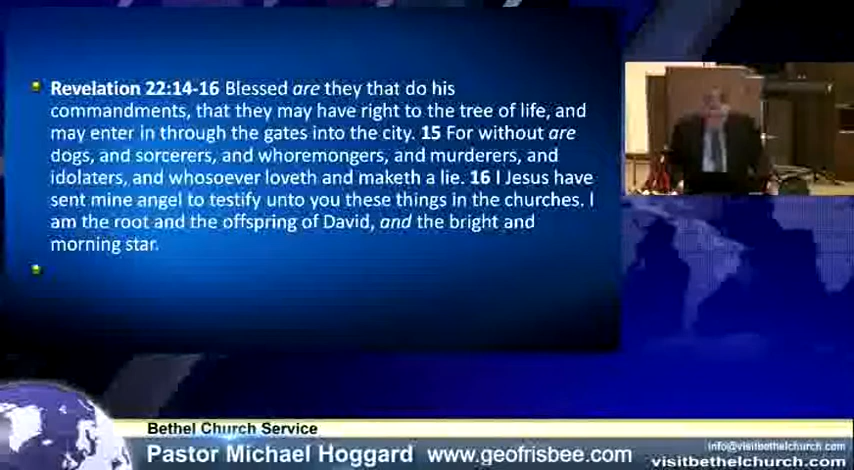 Revelation 22:14-16 Blessed are they that do his
commandments, that they may have right to the tree of life, and
may enter in through the gates into the city. 15 For without are
dogs, and sorcerers, and whoremongers, and murderers, and
idolaters, and whosoever loveth and maketh a lie. 16 I Jesus have
sent mine angel to testify unto you these things in the churches. I
am the root and the offspring of David, and the bright and
morning star.
Bethel Church Service
Pastor Michael Hoggard www.geofrisbee.com
info@visitbethelchurch.com
visitbethelchurch.com